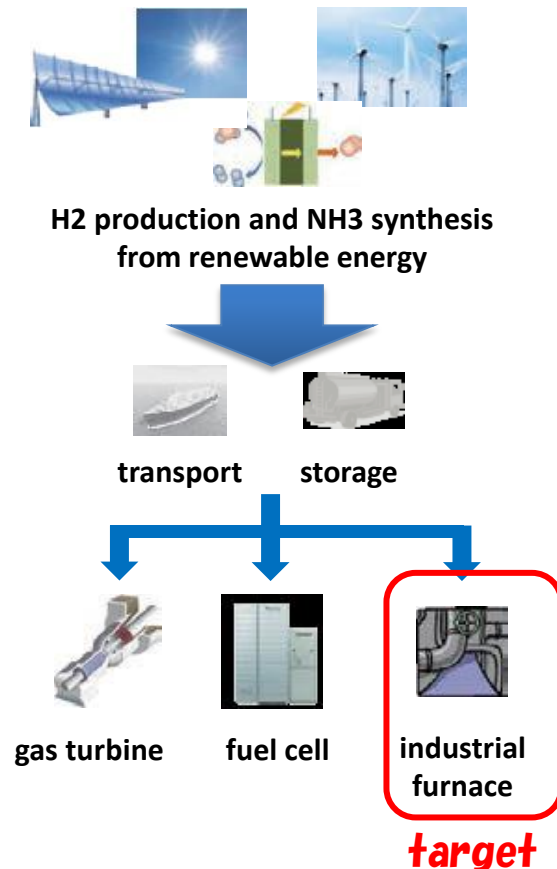 H2 production and NH3 synthesis
from renewable energy
transport storage
gas turbine fuel cell industrial
furnace
target